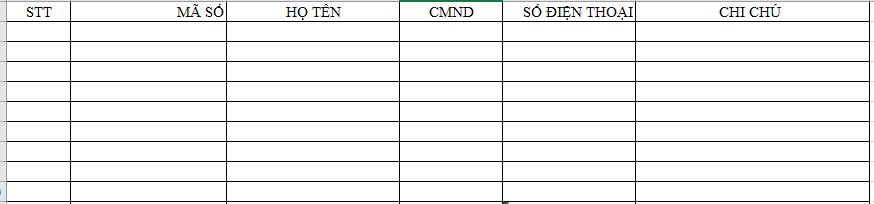 STT MÃ SỐ HỌ TÊN CMND SỐ ĐIỆN THOẠI CHI CHÚ